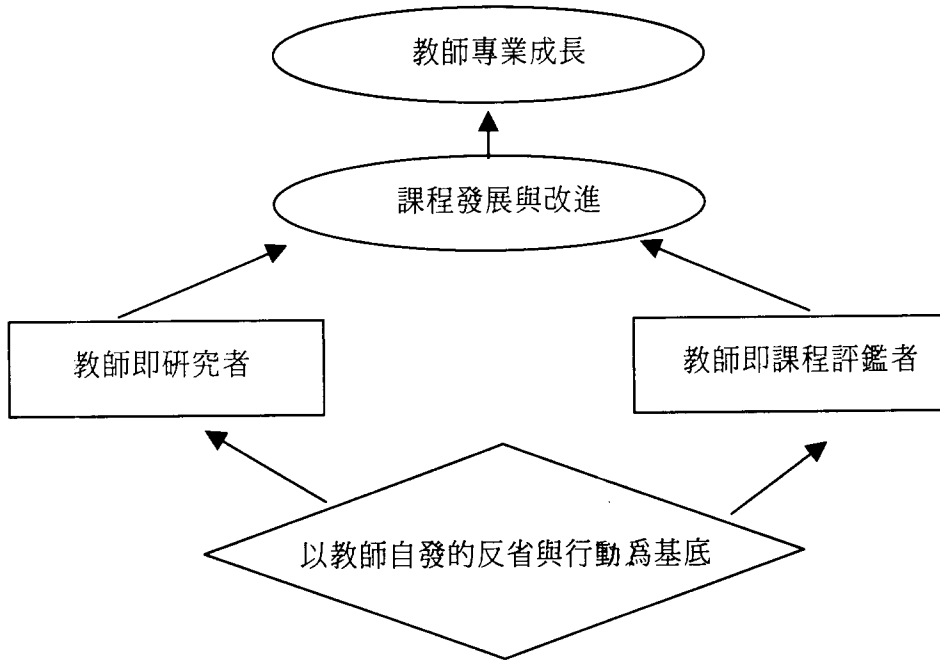 教師專業成長
課程發展與改進
教師即研究者
教師即課程評鑑者
以教師自發的反省與行動爲基底